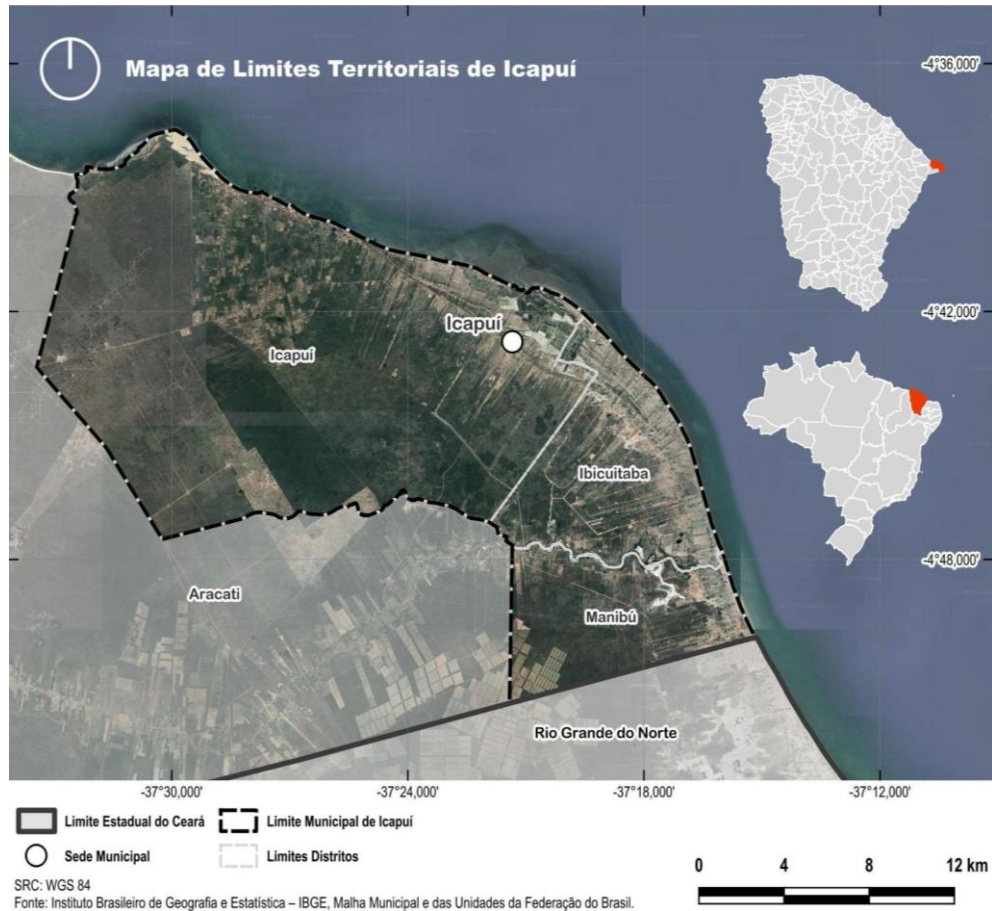 Mapa de Limites Territoriais de Icapuí
-4°36,000'
-4°42,000'
Icapuí
Icapuí
Ibicuitaba
-4°48,000'
Aracati
Manibú
Rio Grande do Norte
-37°30,000'
-37°24,000'
-37°18,000'
-37°12,000'
Limite Estadual do Ceará
Limite Municipal de Icapuí
Sede Municipal
Limites Distritos
0 4 8 12 km
SRC: WGS 84
Fonte: Instituto Brasileiro de Geografia e Estatística – IBGE, Malha Municipal e das Unidades da Federação do Brasil.